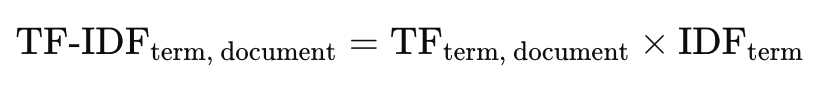 TF-IDF_term, document = TF_term, document × IDF_term